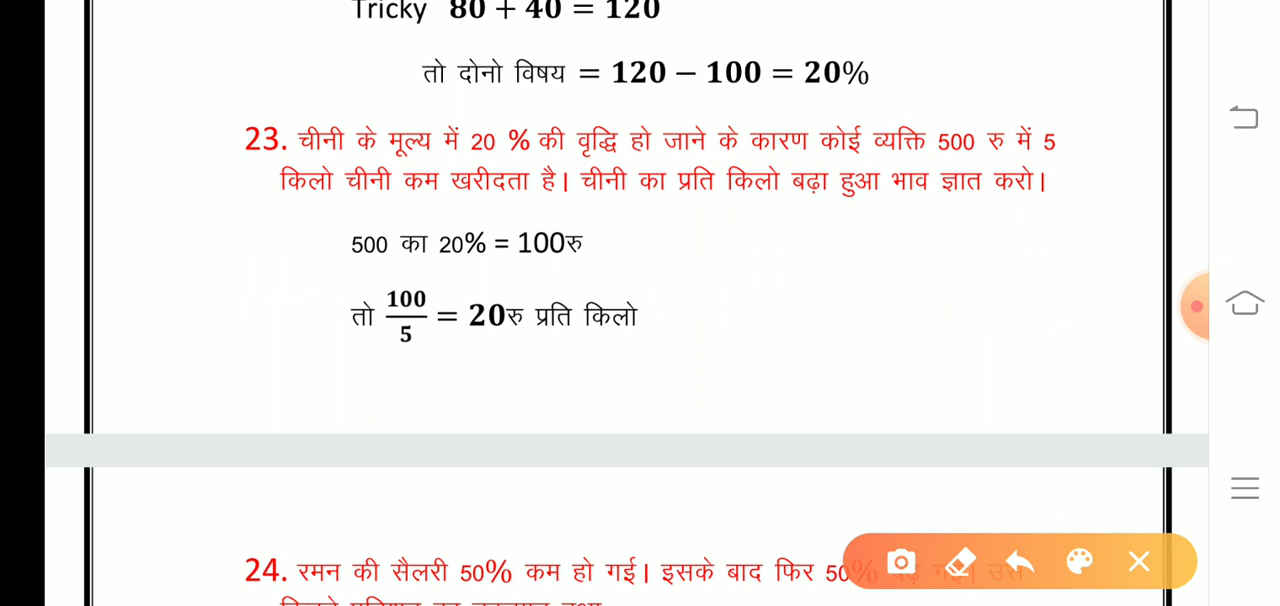 Tricky 80 + 40 = 120
तो दोनो विषय = 120 − 100 = 20%
23. चीनी के मूल्य में 20 % की वृद्धि हो जाने के कारण कोई व्यक्ति 500 रु में 5
किलो चीनी कम खरीदता है। चीनी का प्रति किलो बढ़ा हुआ भाव ज्ञात करो।
500 का 20% = 100रु
तो 100/5 = 20रु प्रति किलो
24. रमन की सैलरी 50% कम हो गई। इसके बाद फिर 50%